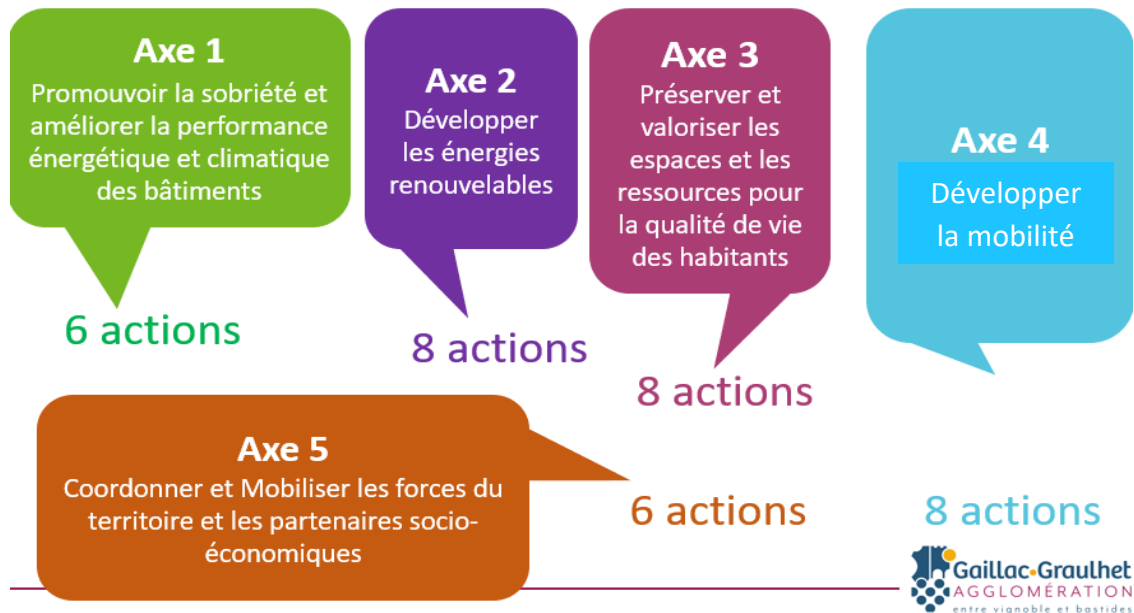 Axe 1
Promouvoir la sobriété et
améliorer la performance
énergétique et climatique
des bâtiments
6 actions
Axe 2
Développer
les énergies
renouvelables
8 actions
Axe 3
Préserver et
valoriser les
espaces et les
ressources pour
la qualité de vie
des habitants
8 actions
Axe 4
Développer
la mobilité
8 actions
Axe 5
Coordonner et Mobiliser les forces du
territoire et les partenaires socio-
économiques
6 actions
Gaillac•Graulhet
AGGLOMÉRATION
entre vignoble et bastides